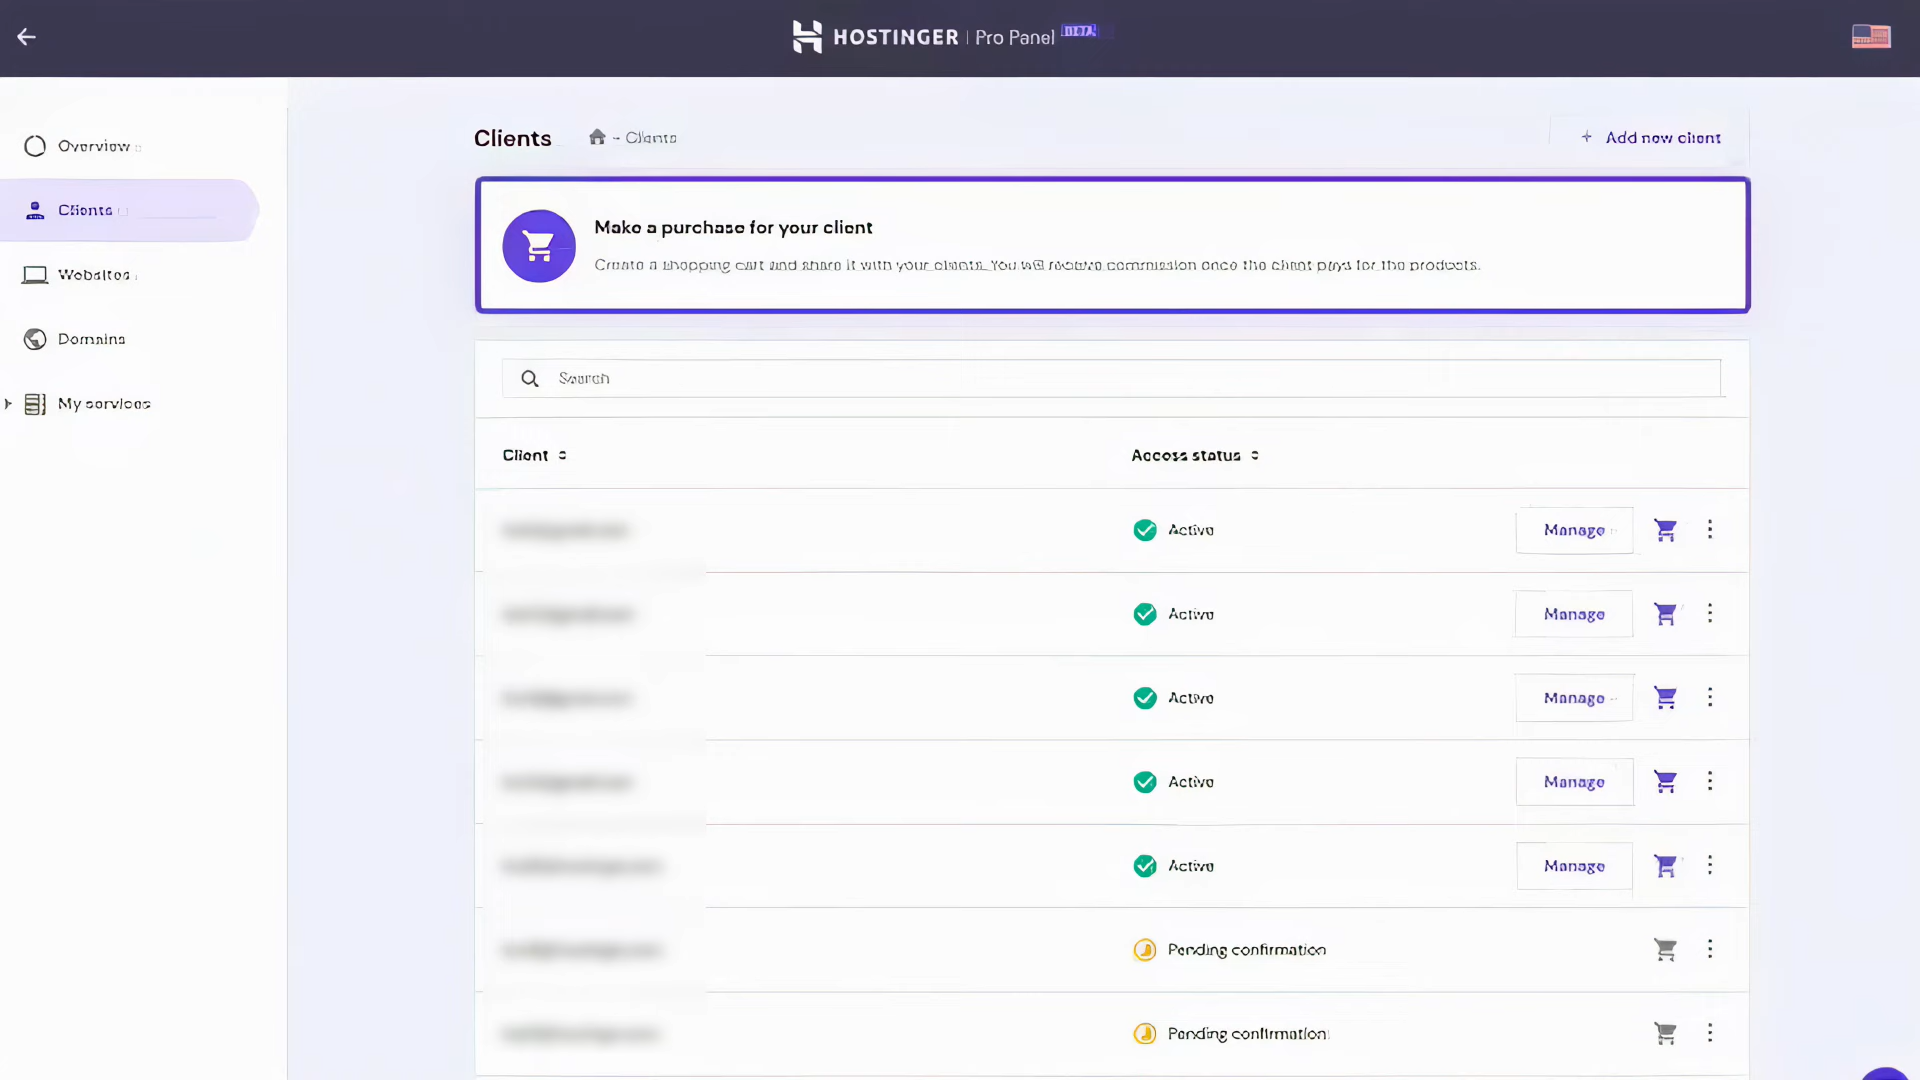 HOSTINGER | Pro Panel
Overview
Clients
Websites
Domains
My services
Clients
- Clients
+ Add new client
Make a purchase for your client
Create a shopping cart and share it with your clients. You will receive commission once the client pays for the products.
Search
Client
Access status
Active
Manage
Active
Manage
Active
Manage
Active
Manage
Active
Manage
Pending confirmation
Pending confirmation